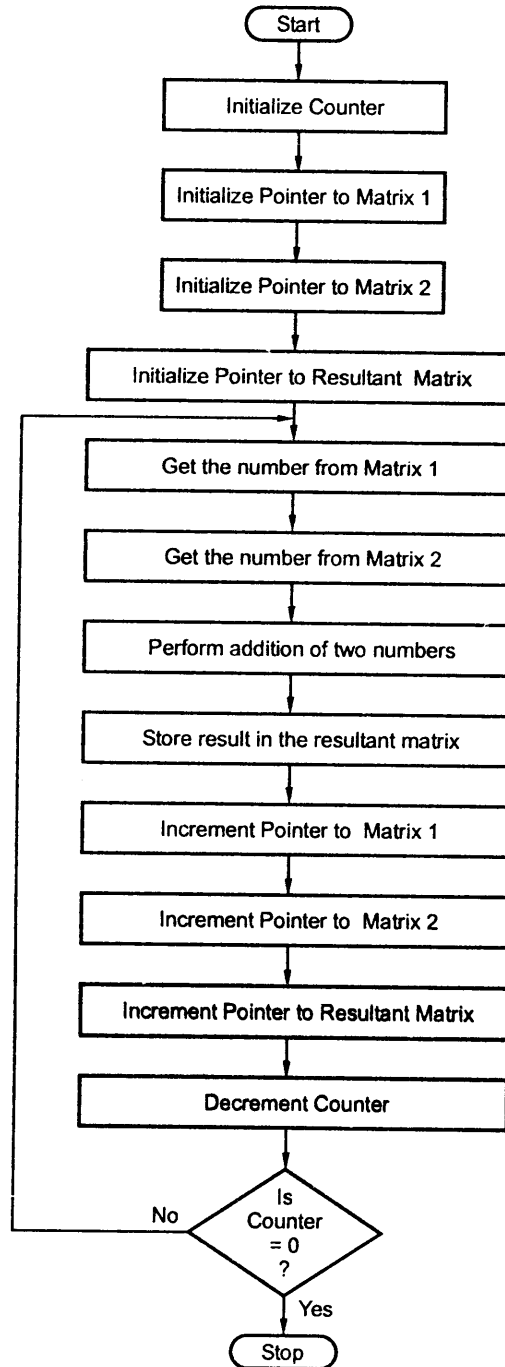 Start
Initialize Counter
Initialize Pointer to Matrix 1
Initialize Pointer to Matrix 2
Initialize Pointer to Resultant Matrix
Get the number from Matrix 1
Get the number from Matrix 2
Perform addition of two numbers
Store result in the resultant matrix
Increment Pointer to Matrix 1
Increment Pointer to Matrix 2
Increment Pointer to Resultant Matrix
Decrement Counter
Is
Counter
= 0
?
No
Yes
Stop